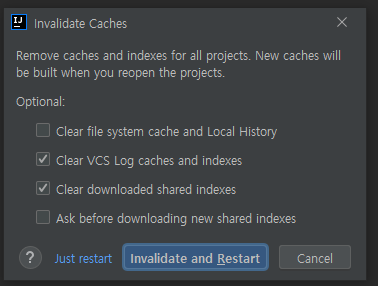 IJ Invalidate Caches
Remove caches and indexes for all projects. New caches will
be built when you reopen the projects.
Optional:
Clear file system cache and Local History
Clear VCS Log caches and indexes
Clear downloaded shared indexes
Ask before downloading new shared indexes
? Just restart Invalidate and Restart Cancel